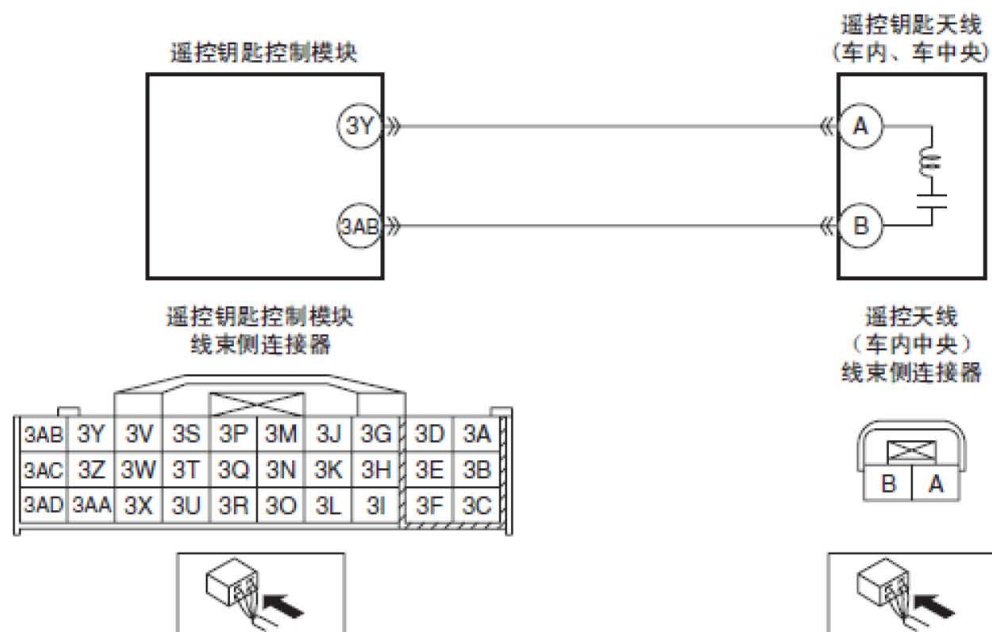 遥控钥匙控制模块
遥控钥匙天线
(车内、车中央)
3Y
A
3AB
B
遥控钥匙控制模块
线束侧连接器
遥控天线
（车内中央）
线束侧连接器
3AB 3Y 3V 3S 3P 3M 3J 3G 3D 3A
3AC 3Z 3W 3T 3Q 3N 3K 3H 3E 3B
3AD 3AA 3X 3U 3R 3O 3L 3I 3F 3C
B A